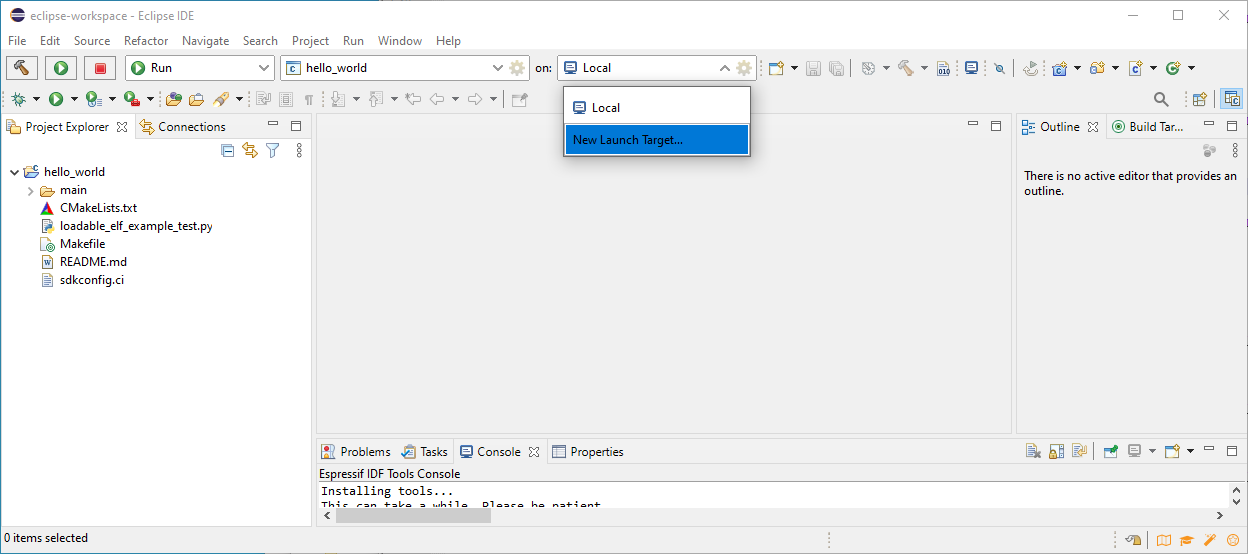 eclipse-workspace - Eclipse IDE
File Edit Source Refactor Navigate Search Project Run Window Help
Run hello_world on: Local
010
Local
New Launch Target...
Project Explorer Connections Outline Build Tar...
There is no active editor that provides an
outline.
hello_world
main
CMakeLists.txt
loadable_elf_example_test.py
Makefile
README.md
sdkconfig.ci
Problems Tasks Console Properties
Espressif IDF Tools Console
Installing tools...
This can take a while. Please be patient
0 items selected